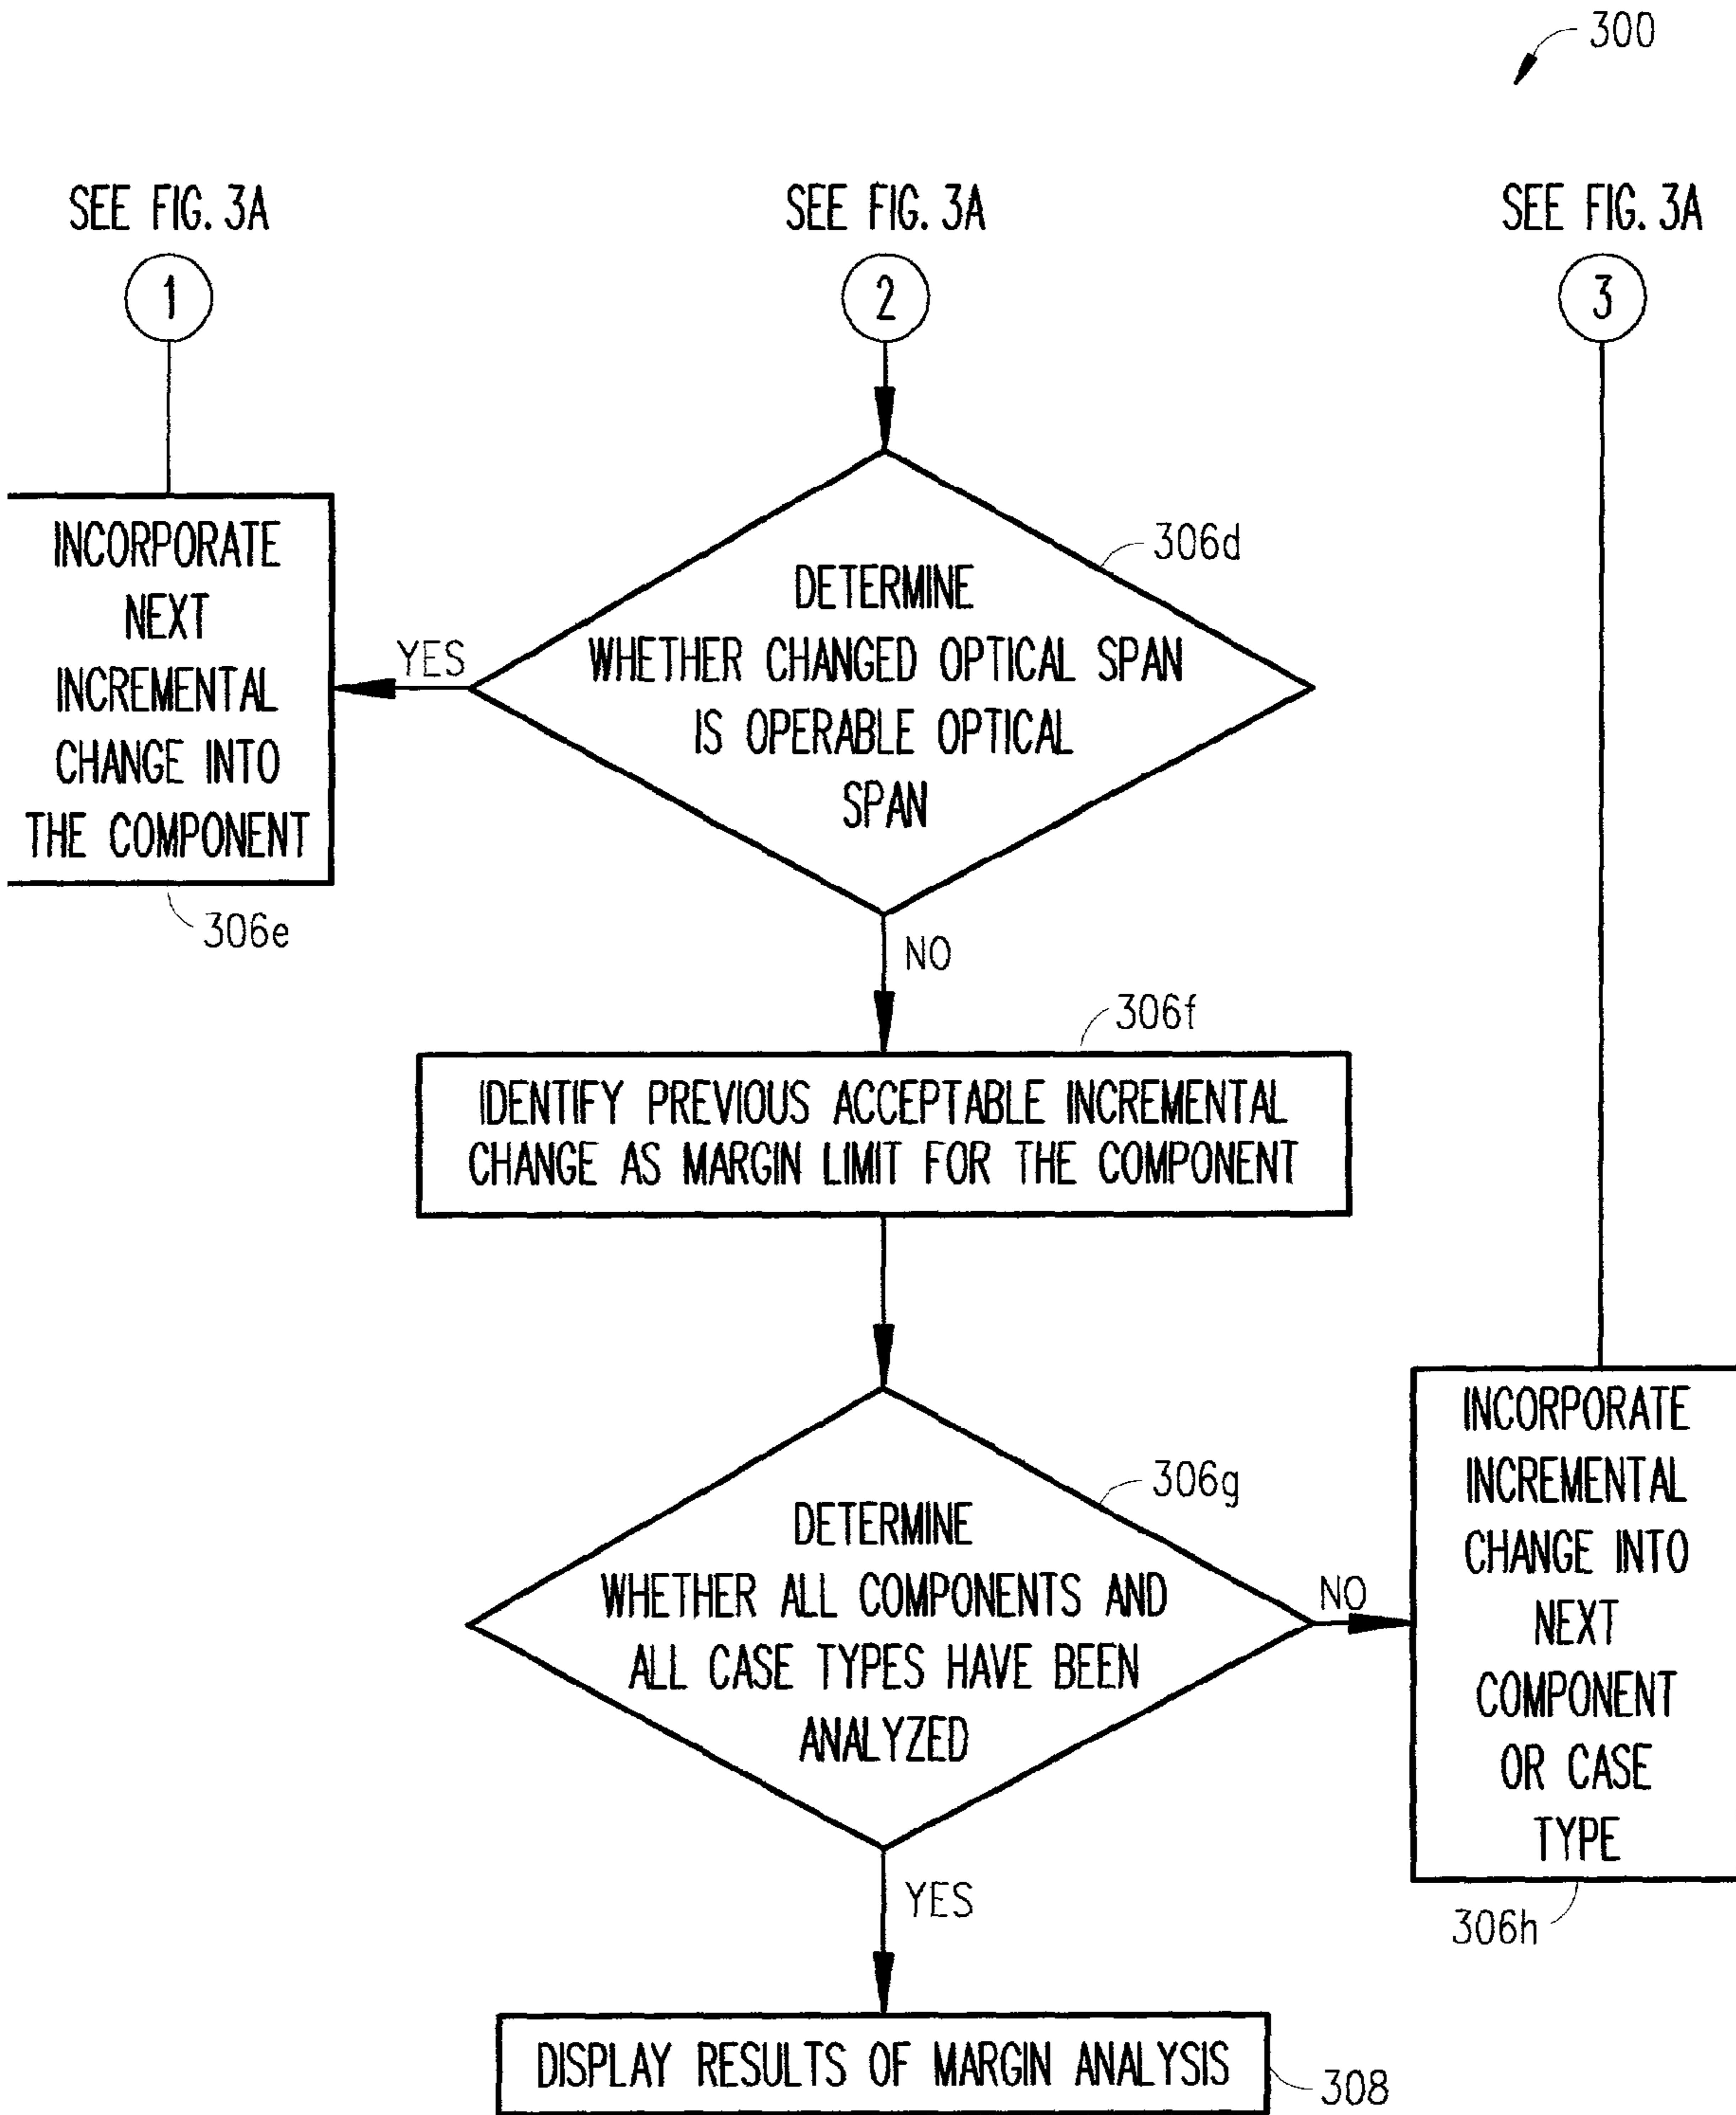 300
SEE FIG. 3A
SEE FIG. 3A
SEE FIG. 3A
1
2
3
INCORPORATE
NEXT
INCREMENTAL
CHANGE INTO
THE COMPONENT
306e
YES
306d
DETERMINE
WHETHER CHANGED OPTICAL SPAN
IS OPERABLE OPTICAL
SPAN
NO
306f
IDENTIFY PREVIOUS ACCEPTABLE INCREMENTAL
CHANGE AS MARGIN LIMIT FOR THE COMPONENT
306g
DETERMINE
WHETHER ALL COMPONENTS AND
ALL CASE TYPES HAVE BEEN
ANALYZED
NO
INCORPORATE
INCREMENTAL
CHANGE INTO
NEXT
COMPONENT
OR CASE
TYPE
306h
YES
DISPLAY RESULTS OF MARGIN ANALYSIS
308